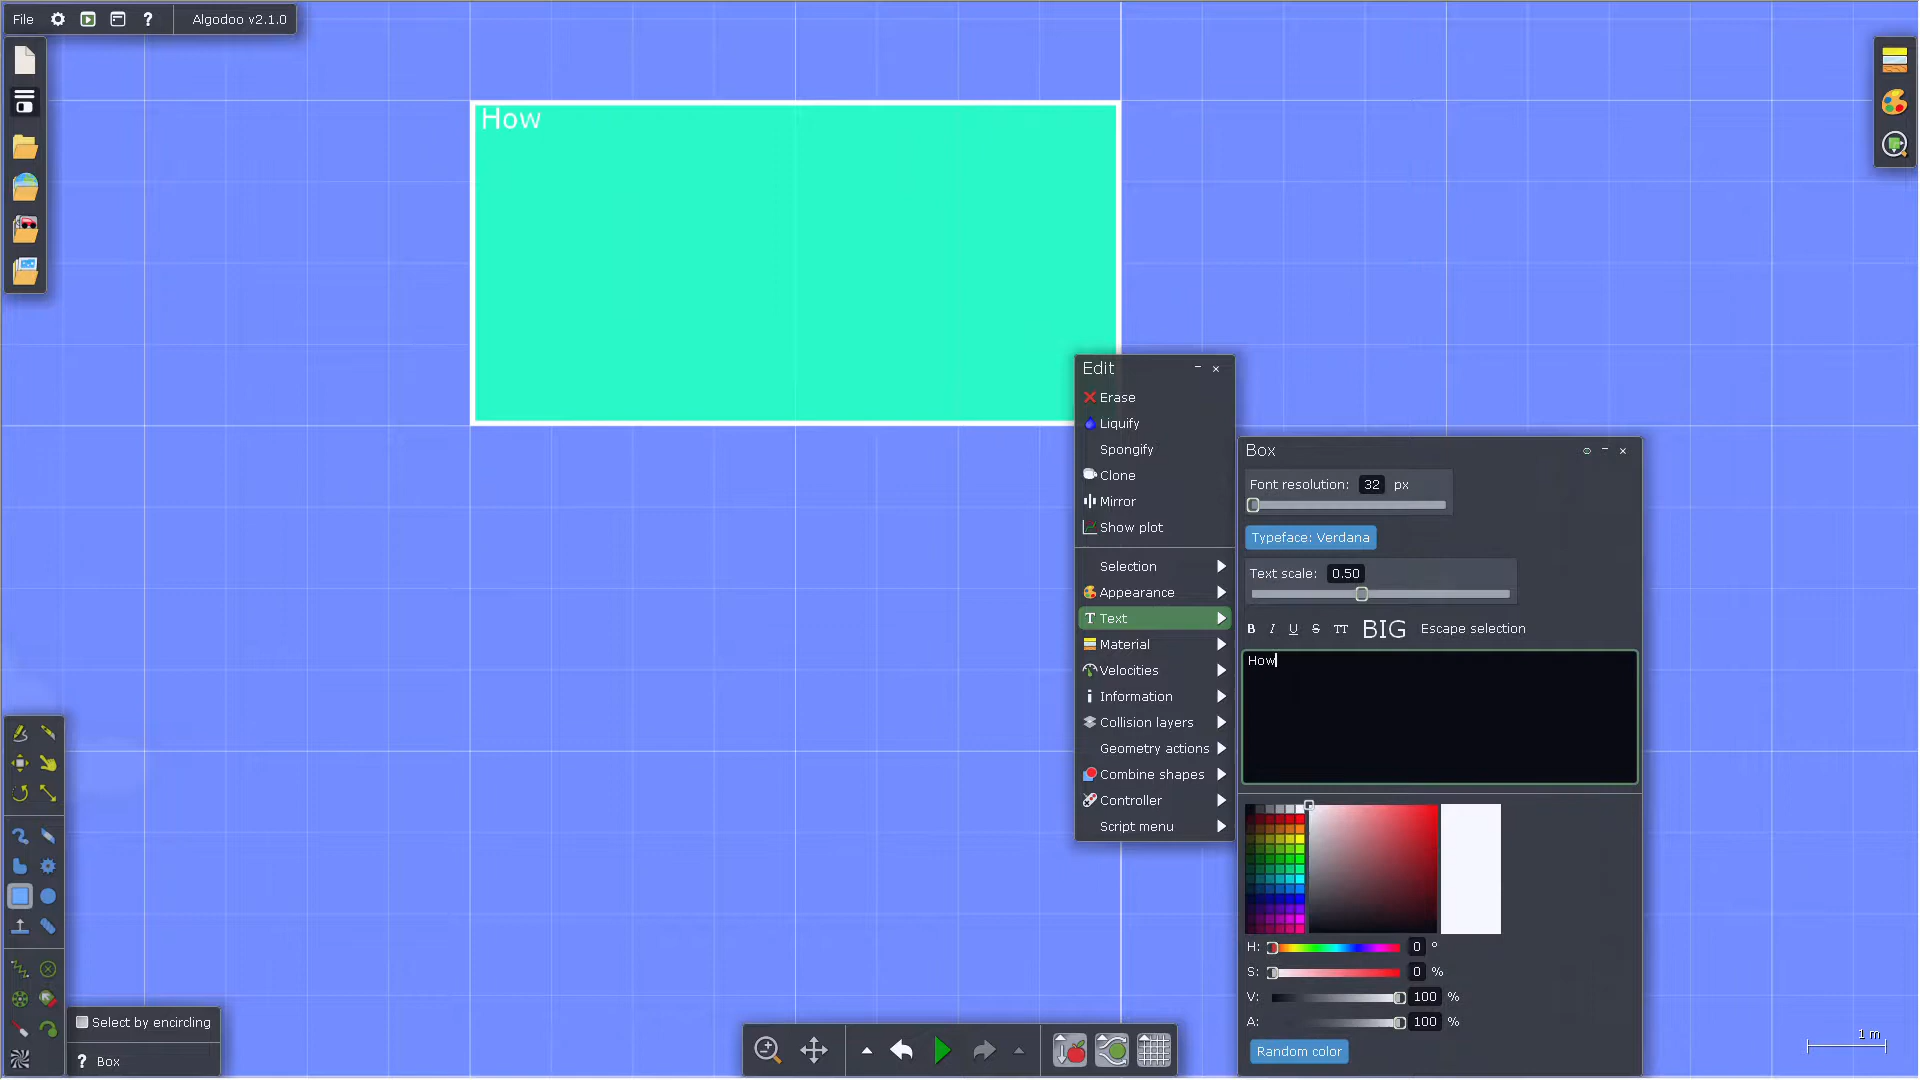 File
? Algodoo v2.1.0
How
Edit
Erase
Liquify
Spongify
Clone
Mirror
Show plot
Selection
Appearance
T Text
Material
Velocities
i Information
Collision layers
Geometry actions
Combine shapes
Controller
Script menu
Box
Font resolution: 32 px
Typeface: Verdana
Text scale: 0.50
B I U S TT BIG Escape selection
How
H: 0 °
S: 0 %
V: 100 %
A: 100 %
Random color
Select by encircling
? Box
1 m